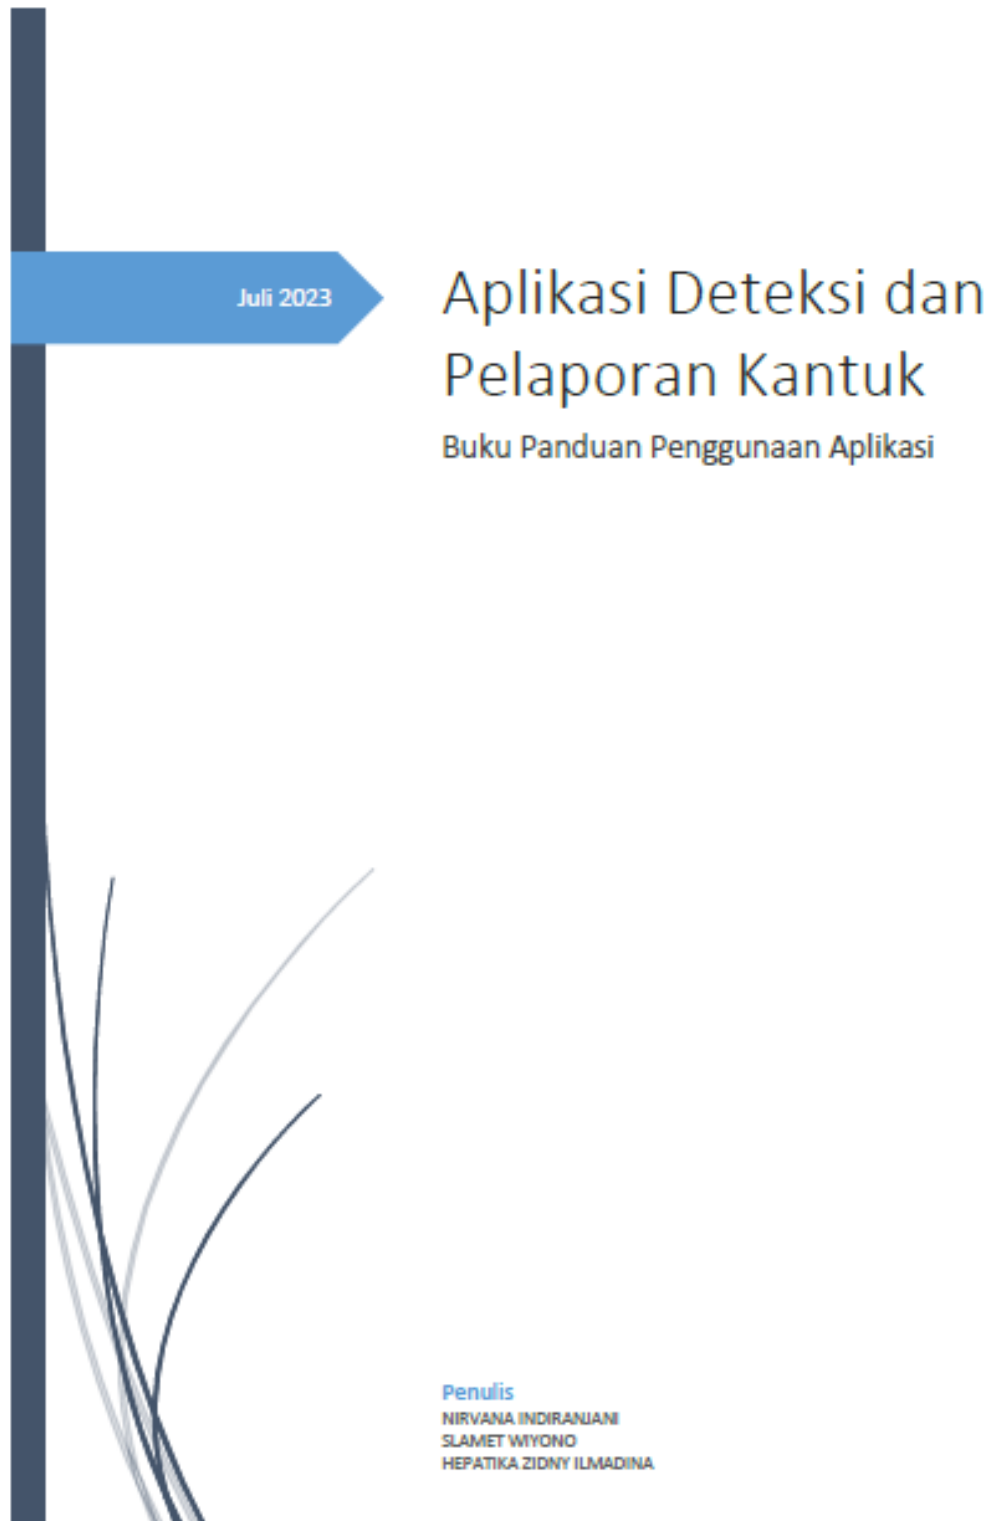 Juli 2023
Aplikasi Deteksi dan
Pelaporan Kantuk
Buku Panduan Penggunaan Aplikasi
Penulis
NIRVANA INDIRANJANI
SLAMET WIYONO
HEPATIKA ZIDNY ILMADINA